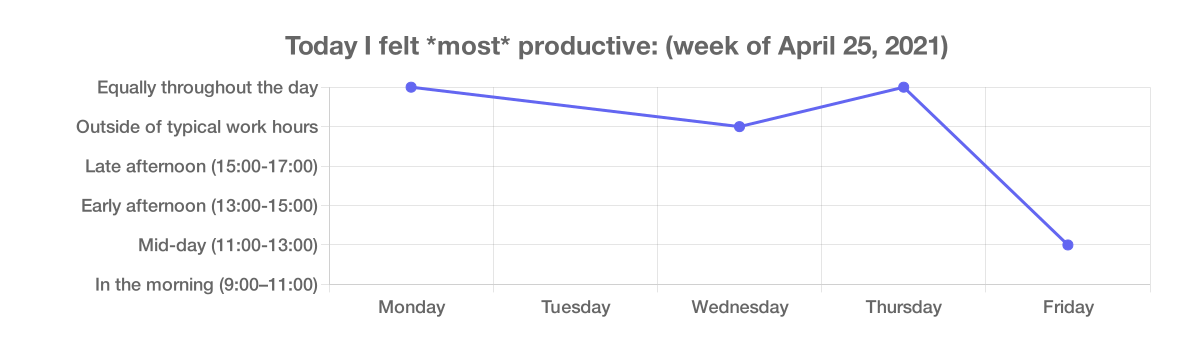 Today I felt *most* productive: (week of April 25, 2021)
Equally throughout the day
Outside of typical work hours
Late afternoon (15:00-17:00)
Early afternoon (13:00-15:00)
Mid-day (11:00-13:00)
In the morning (9:00–11:00)
Monday Tuesday Wednesday Thursday Friday